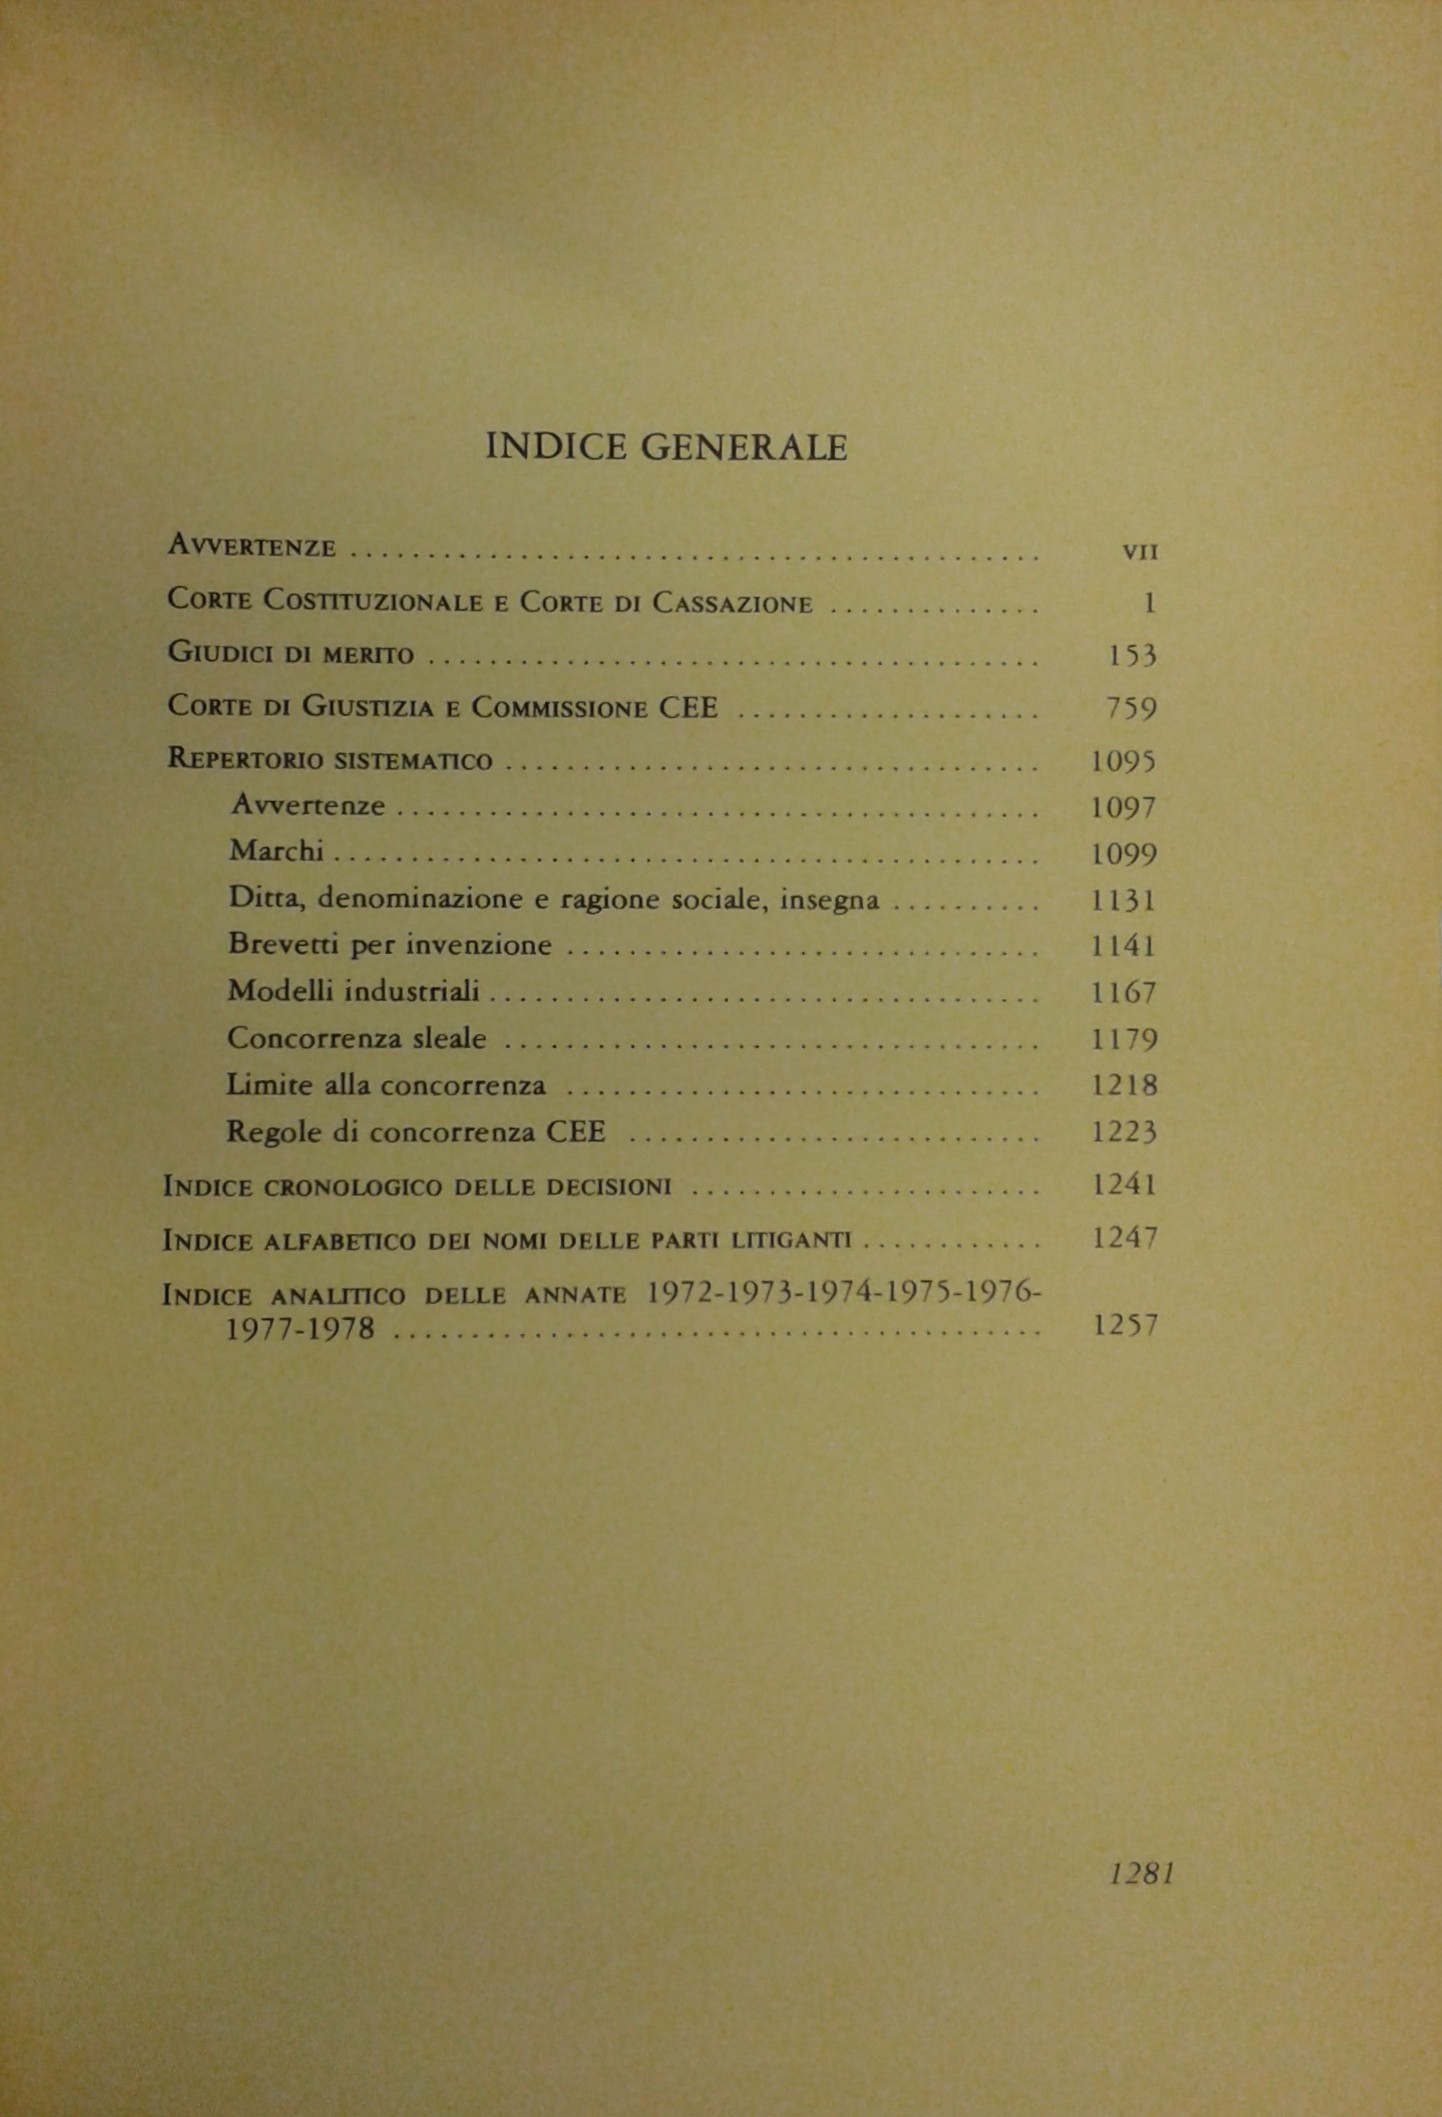 INDICE GENERALE
AVVERTENZE ............................................. VII
CORTE COSTITUZIONALE E CORTE DI CASSAZIONE .............. 1
GIUDICI DI MERITO ........................................ 153
CORTE DI GIUSTIZIA E COMMISSIONE CEE .................... 759
REPERTORIO SISTEMATICO ................................... 1095
Avvertenze .......................................... 1097
Marchi .............................................. 1099
Ditta, denominazione e ragione sociale, insegna .......... 1131
Brevetti per invenzione ............................... 1141
Modelli industriali .................................... 1167
Concorrenza sleale ................................... 1179
Limite alla concorrenza ............................... 1218
Regole di concorrenza CEE ........................... 1223
INDICE CRONOLOGICO DELLE DECISIONI ....................... 1241
INDICE ALFABETICO DEI NOMI DELLE PARTI LITIGANTI ............ 1247
INDICE ANALITICO DELLE ANNATE 1972-1973-1974-1975-1976-
1977-1978 .......................................... 1257
1281